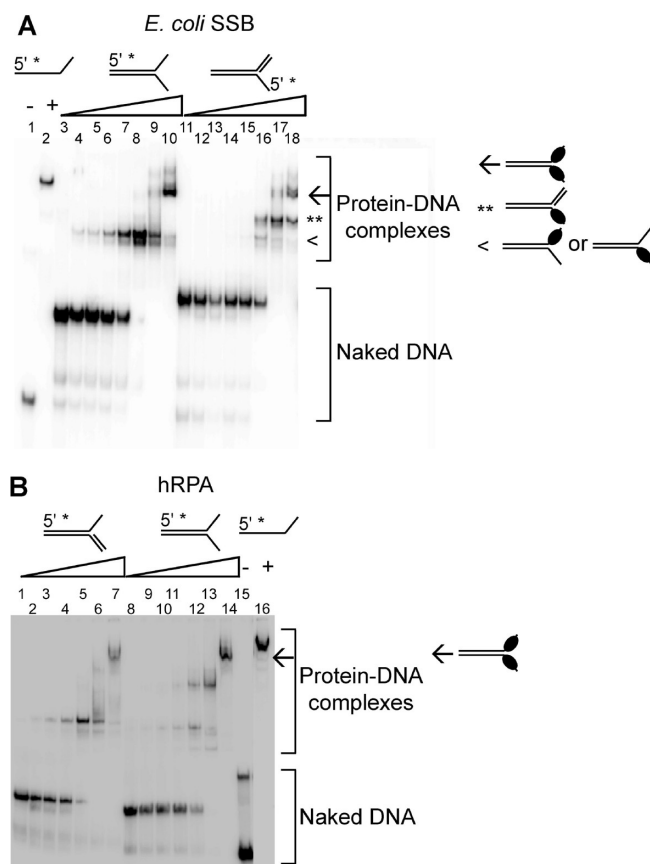 A
E. coli SSB
5' * 5' * 5' *
- +
1 3 5 7 9 11 13 15 17
2 4 6 8 10 12 14 16 18
←
**
<
Protein-DNA
complexes
←
**
< or
Naked DNA
B
hRPA
5' * 5' * 5' *
- +
1 3 5 7 9 11 13 15
2 4 6 8 10 12 14 16
←
Protein-DNA
complexes
←
Naked DNA